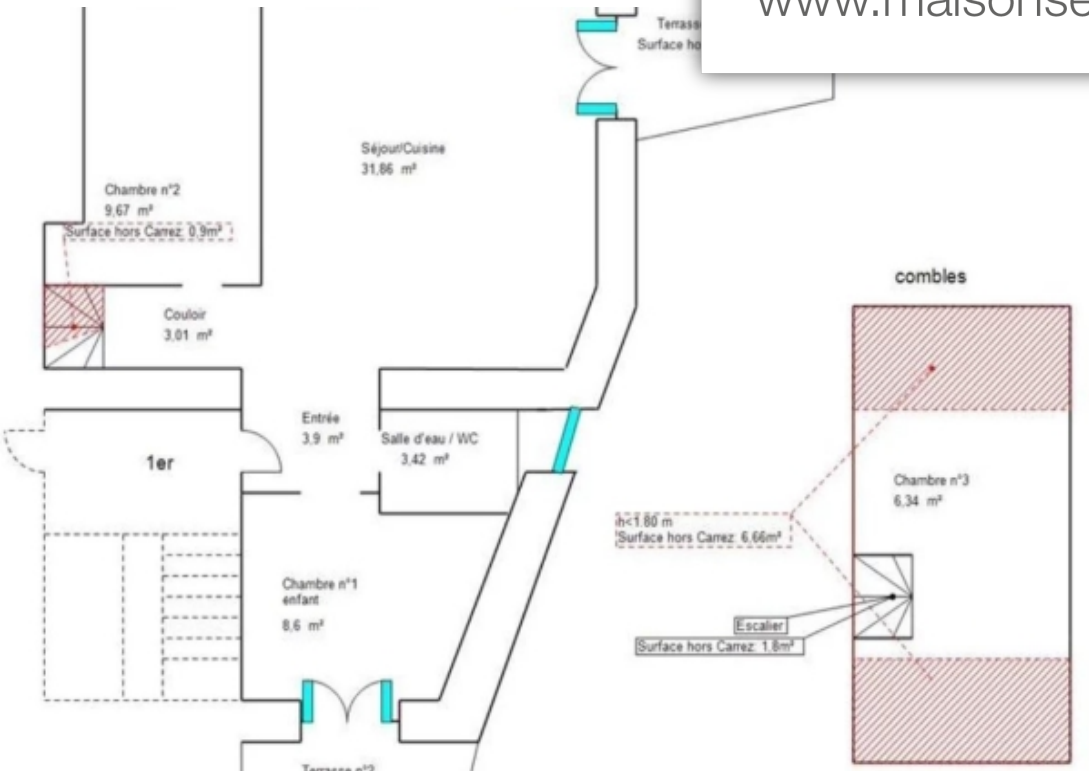 www.maisonse
Terrass
Surface ho
Séjour/Cuisine
31,86 m²
Chambre n°2
9,67 m²
Surface hors Carrez: 0,9m²
Couloir
3,01 m²
Entrée
3,9 m²
Salle d'eau / WC
3,42 m²
1er
Chambre n°1
enfant
8,6 m²
Terrasse n°2
combles
Chambre n°3
6,34 m²
h<1.80 m
Surface hors Carrez: 6,66m²
Escalier
Surface hors Carrez: 1,8m²